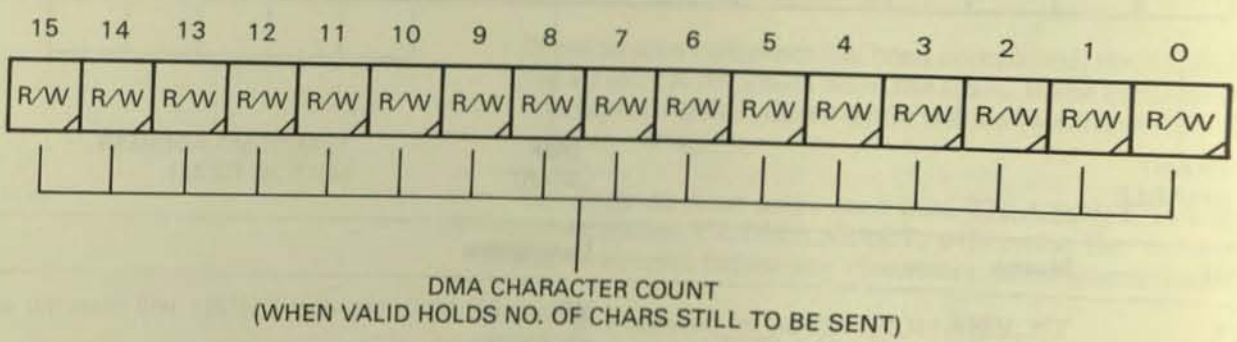 15 14 13 12 11 10 9 8 7 6 5 4 3 2 1 0
R/W R/W R/W R/W R/W R/W R/W R/W R/W R/W R/W R/W R/W R/W R/W R/W
DMA CHARACTER COUNT
(WHEN VALID HOLDS NO. OF CHARS STILL TO BE SENT)